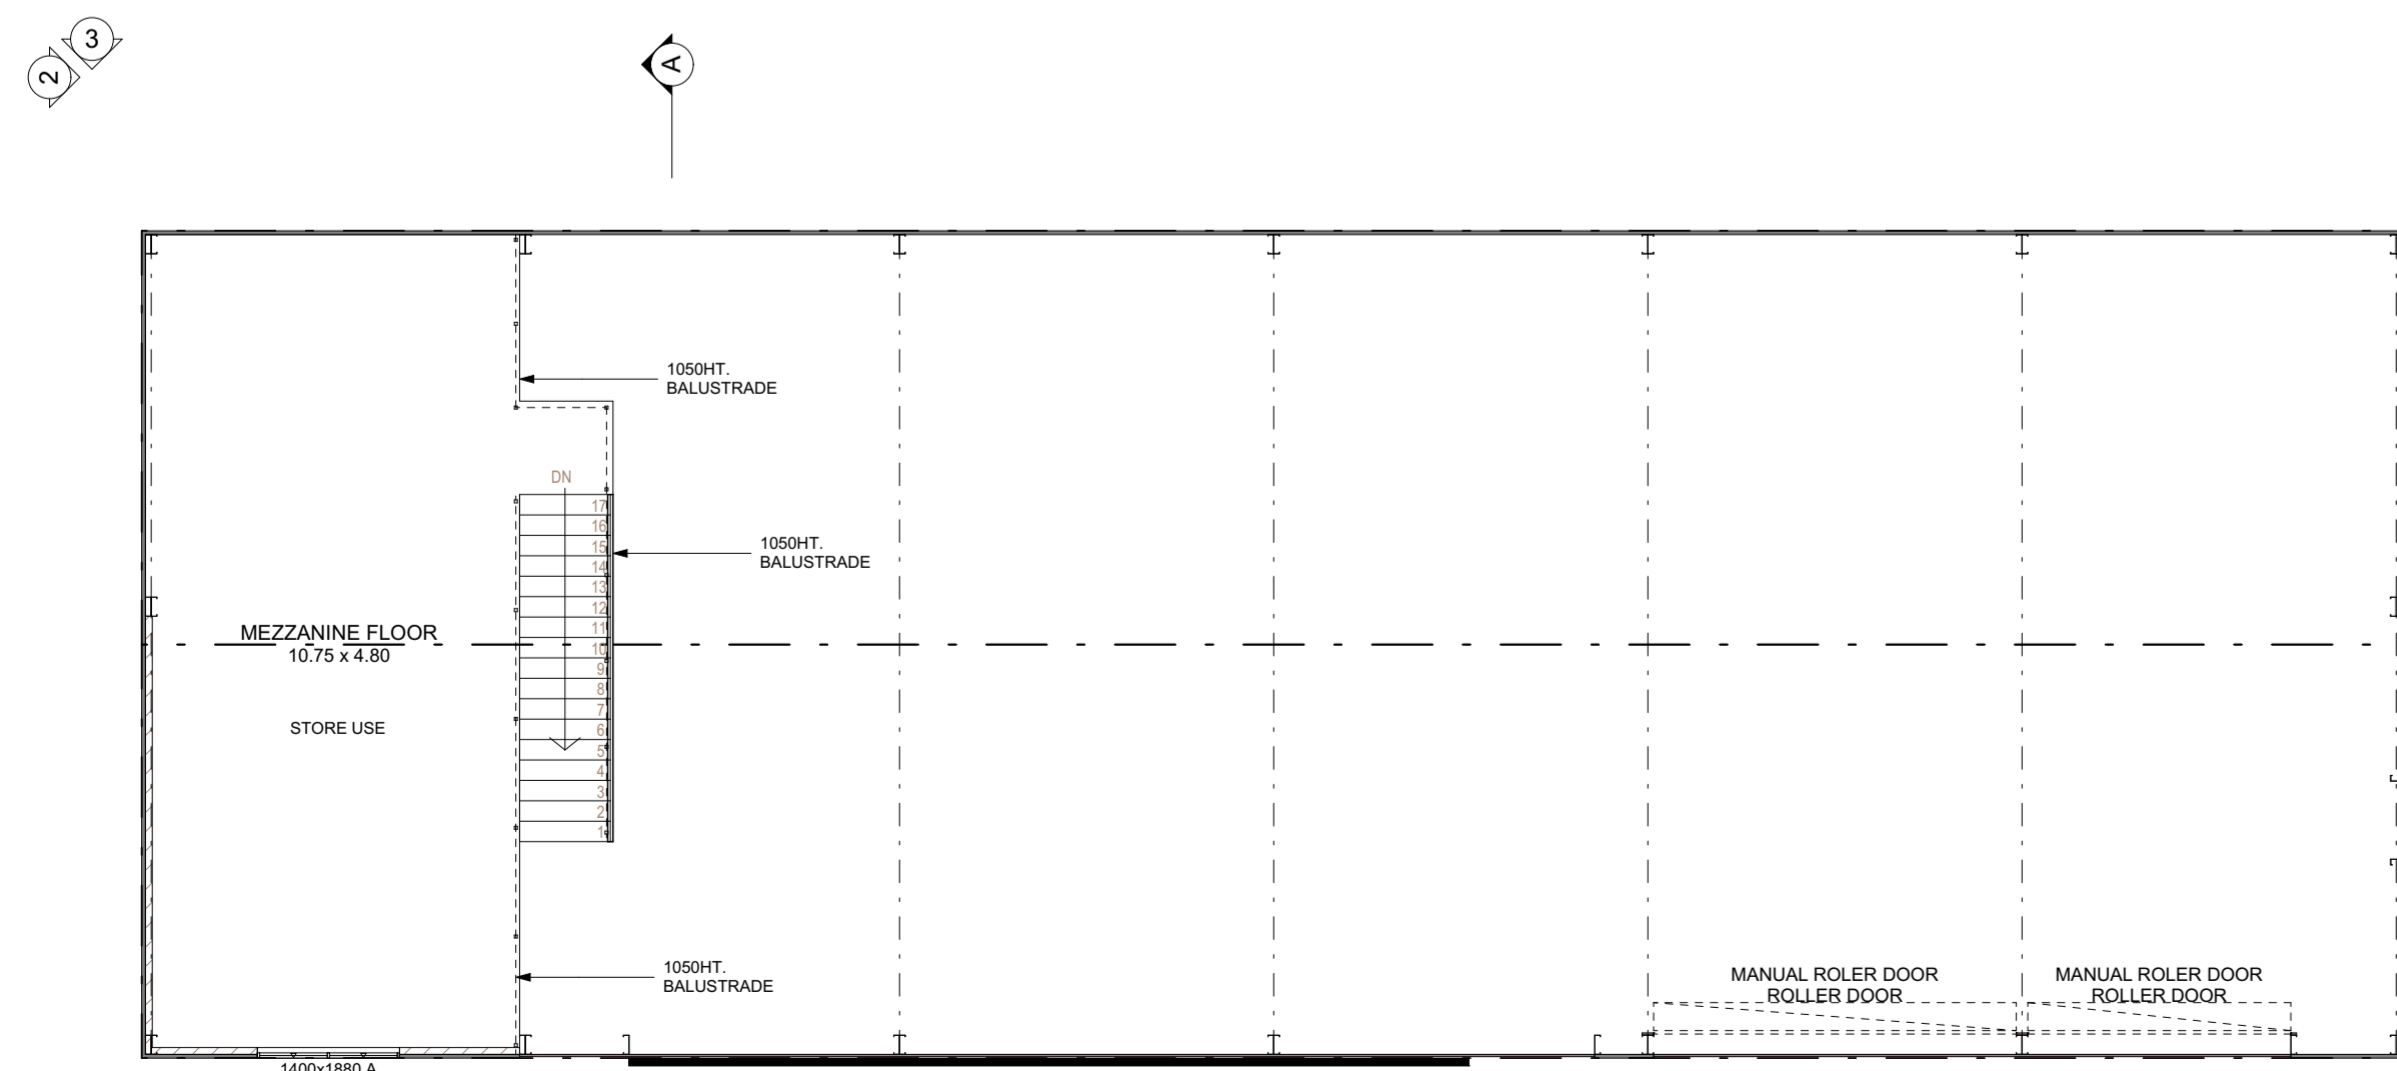 3
2
A
1050HT.
BALUSTRADE
DN
17
16
1050HT.
BALUSTRADE
15
14
13
12
11
MEZZANINE FLOOR
10.75 x 4.80
10
9
8
7
STORE USE
6
5
4
3
2
1
1050HT.
BALUSTRADE
MANUAL ROLER DOOR
ROLLER DOOR
MANUAL ROLER DOOR
ROLLER DOOR
1400x1880 A